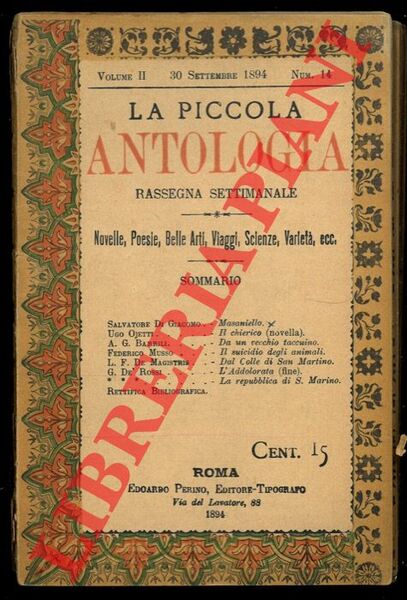 VOLUME II 30 SETTEMBRE 1894 NUM. 14
LA PICCOLA
ANTOLOGIA
RASSEGNA SETTIMANALE
Novelle, Poesie, Belle Arti, Viaggi, Scienze, Varietà, ecc.
SOMMARIO
SALVATORE DI GIACOMO. - Masaniello.
UGO OJETTI - Il chierico (novella).
A. G. BARRILI. - Da un vecchio taccuino.
FEDERICO MUSSO - Il suicidio degli animali.
L. F. DE MAGISTRIS - Dal Colle di San Martino.
G. DE ROSSI - L'Addolorata (fine).
* * * - La repubblica di S. Marino.
RETTIFICA BIBLIOGRAFICA.
CENT. 15
ROMA
EDOARDO PERINO, EDITORE-TIPOGRAFO
Via del Lavatore, 88
1894
LIBRERIA PIANI